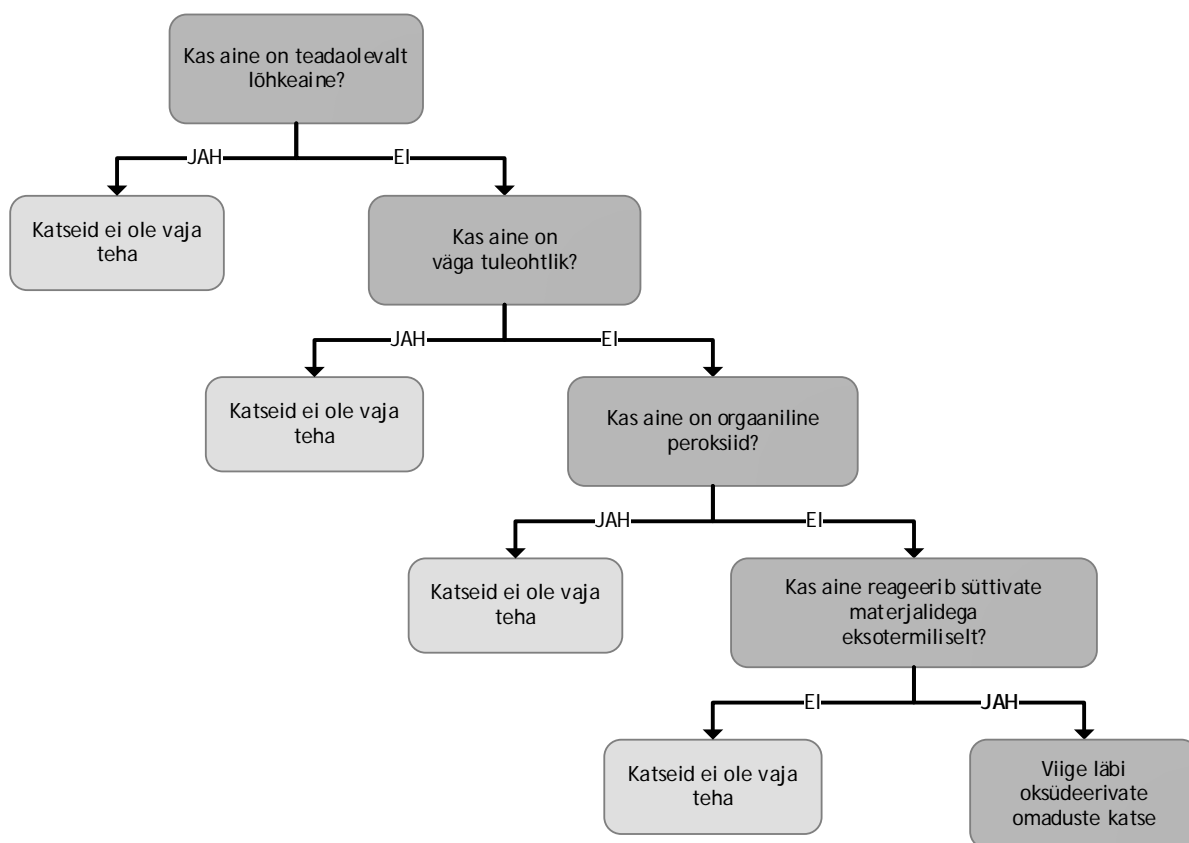 Kas aine on teadaolevalt
lõhkeaine?
JAH
EI
Katseid ei ole vaja
teha
Kas aine on
väga tuleohtlik?
JAH
EI
Katseid ei ole vaja
teha
Kas aine on orgaaniline
peroksiid?
JAH
EI
Katseid ei ole vaja
teha
Kas aine reageerib süttivate
materjalidega
eksotermiliselt?
EI
JAH
Katseid ei ole vaja
teha
Viige läbi
oksüdeerivate
omaduste katse